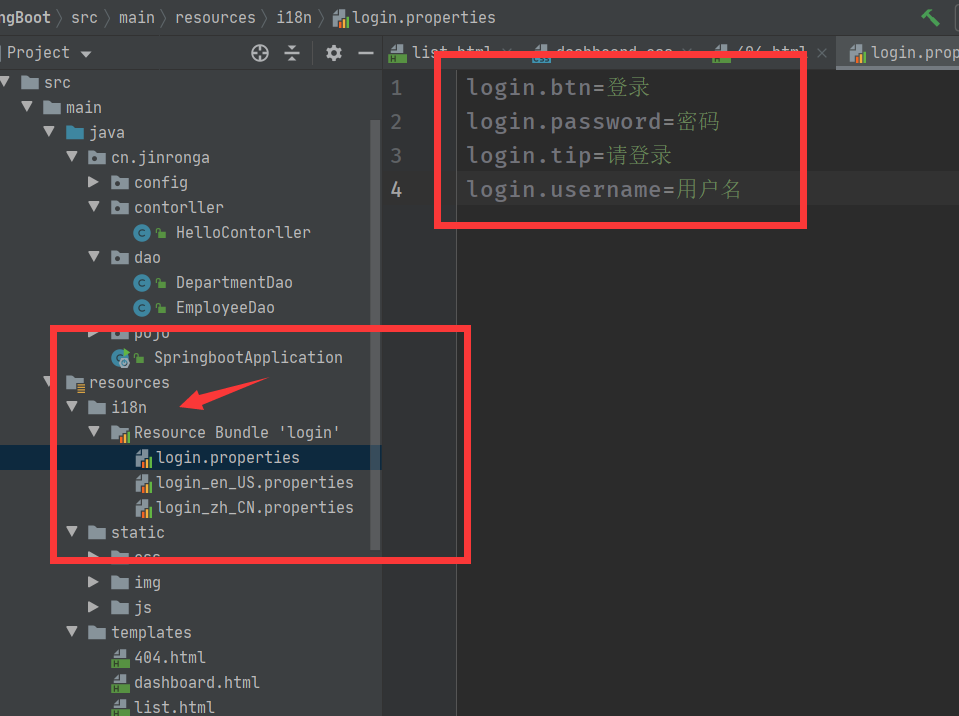 ngBoot src main resources i18n login.properties
Project
list.html dashboard.css 404.html login.prop
src
main
java
cn.jinronga
config
contorller
HelloContorller
dao
DepartmentDao
EmployeeDao
pojo
SpringbootApplication
resources
i18n
Resource Bundle 'login'
login.properties
login_en_US.properties
login_zh_CN.properties
static
css
img
js
templates
404.html
dashboard.html
list.html
1 login.btn=登录
2 login.password=密码
3 login.tip=请登录
4 login.username=用户名